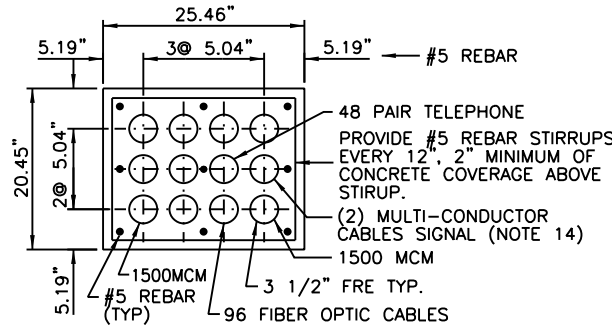 25.46"
5.19"
3@ 5.04"
5.19"
#5 REBAR
48 PAIR TELEPHONE
PROVIDE #5 REBAR STIRRUPS
EVERY 12", 2" MINIMUM OF
CONCRETE COVERAGE ABOVE
STIRUP.
20.45"
2@ 5.04"
(2) MULTI-CONDUCTOR
CABLES SIGNAL (NOTE 14)
1500 MCM
5.19"
1500MCM
#5 REBAR
(TYP)
3 1/2" FRE TYP.
96 FIBER OPTIC CABLES